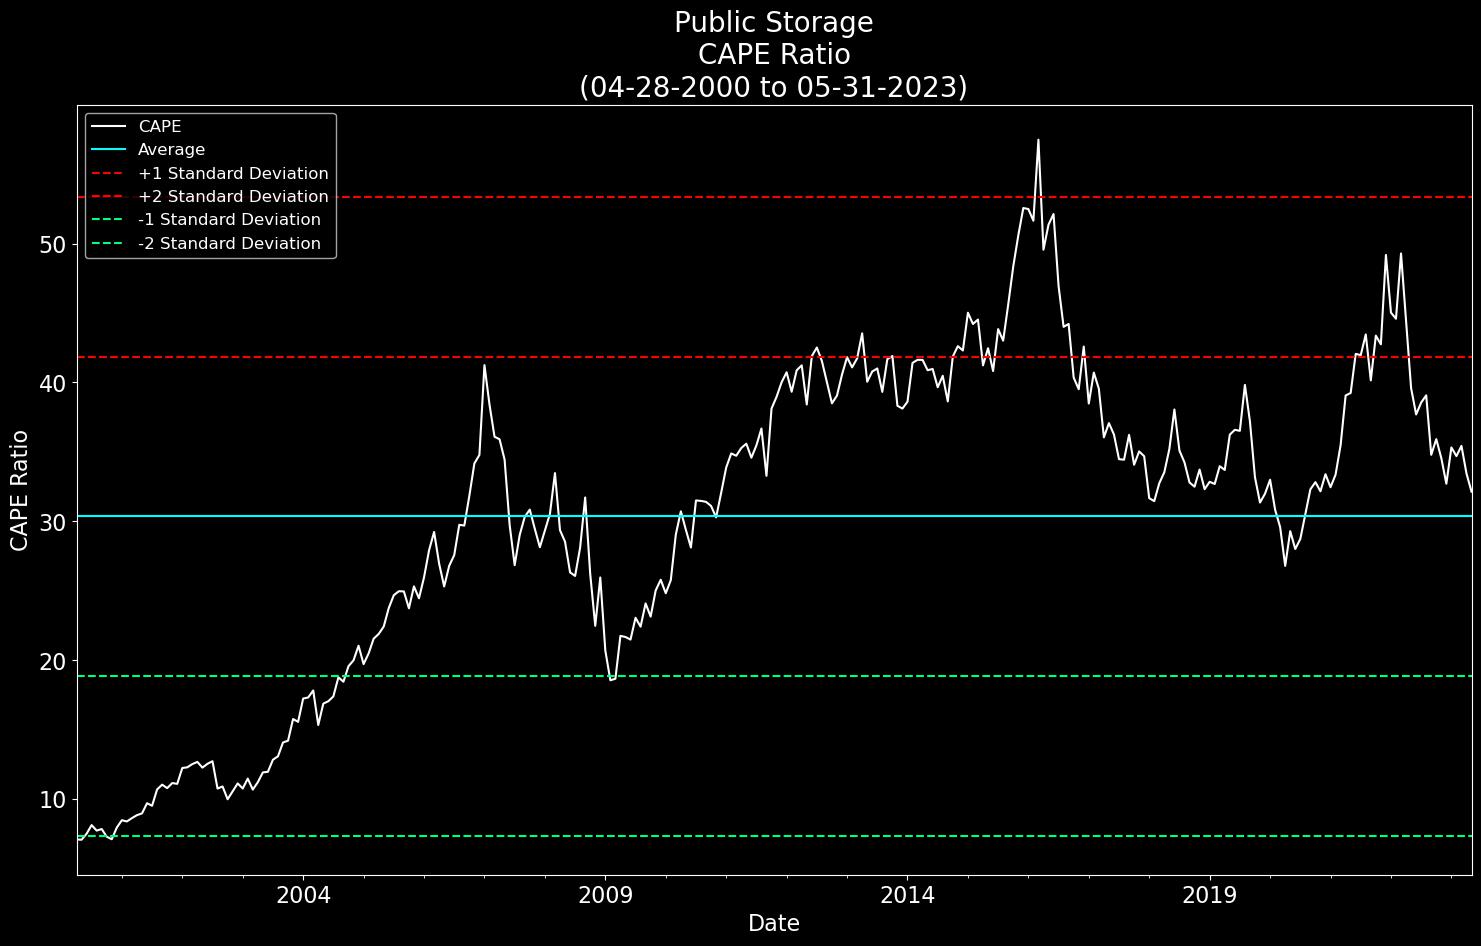 Public Storage
CAPE Ratio
(04-28-2000 to 05-31-2023)
CAPE
Average
+1 Standard Deviation
+2 Standard Deviation
-1 Standard Deviation
-2 Standard Deviation
50
40
30
20
10
CAPE Ratio
2004 2009 2014 2019
Date